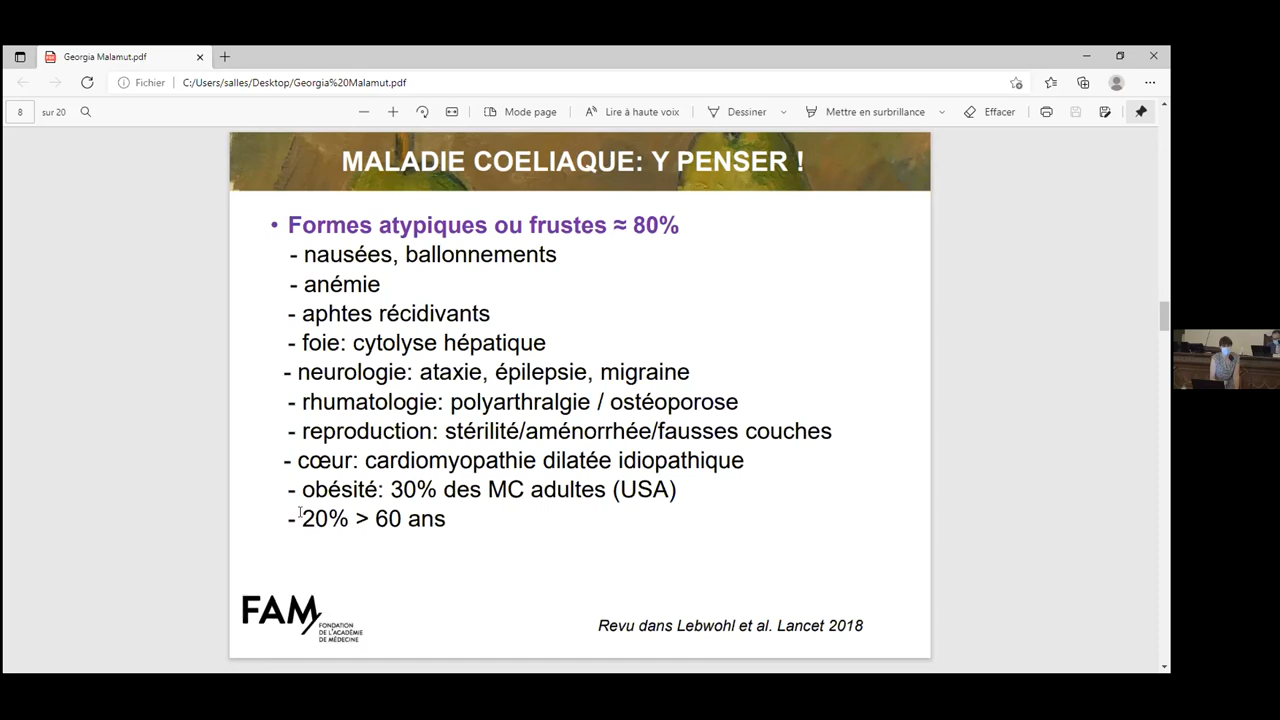 Georgia Malamut.pdf
Fichier C:/Users/salles/Desktop/Georgia%20Malamut.pdf
8 sur 20 Mode page Lire à haute voix Dessiner Mettre en surbrillance Effacer
MALADIE COELIAQUE: Y PENSER !
• Formes atypiques ou frustes ≈ 80%
- nausées, ballonnements
- anémie
- aphtes récidivants
- foie: cytolyse hépatique
- neurologie: ataxie, épilepsie, migraine
- rhumatologie: polyarthralgie / ostéoporose
- reproduction: stérilité/aménorrhée/fausses couches
- cœur: cardiomyopathie dilatée idiopathique
- obésité: 30% des MC adultes (USA)
- 20% > 60 ans
FAM
FONDATION
DE L'ACADÉMIE
DE MÉDECINE
Revu dans Lebwohl et al. Lancet 2018